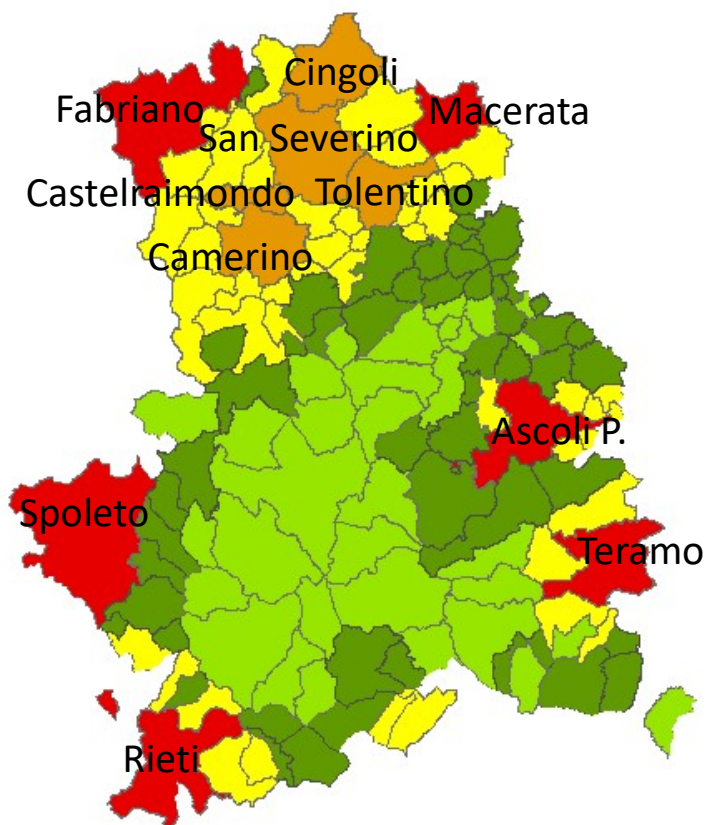 Cingoli
Fabriano
Macerata
San Severino
Castelraimondo
Tolentino
Camerino
Ascoli P.
Spoleto
Teramo
Rieti